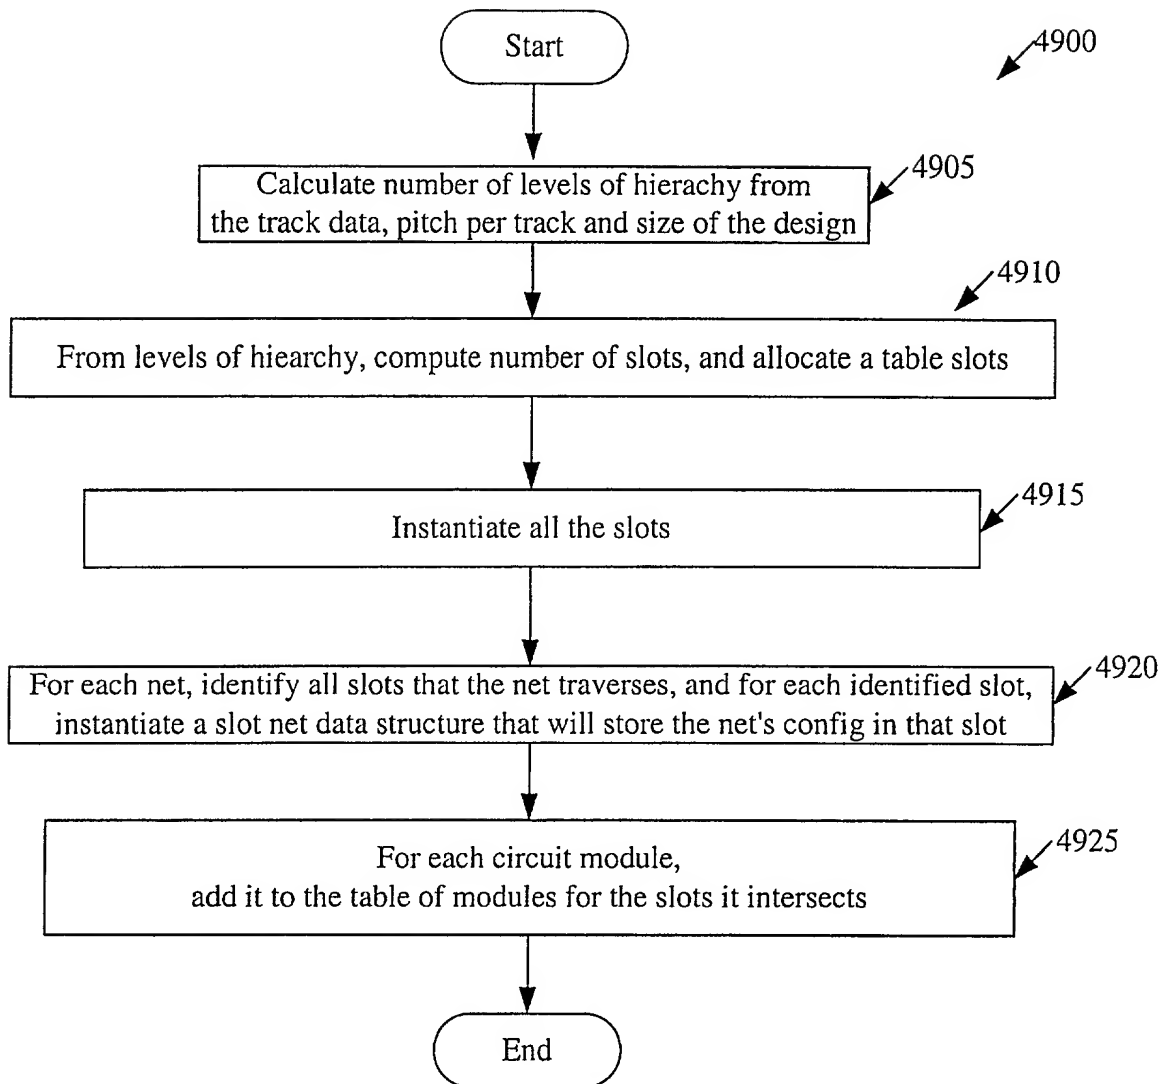 Start
4900
4905
Calculate number of levels of hierachy from
the track data, pitch per track and size of the design
4910
From levels of hiearchy, compute number of slots, and allocate a table slots
4915
Instantiate all the slots
4920
For each net, identify all slots that the net traverses, and for each identified slot,
instantiate a slot net data structure that will store the net's config in that slot
4925
For each circuit module,
add it to the table of modules for the slots it intersects
End